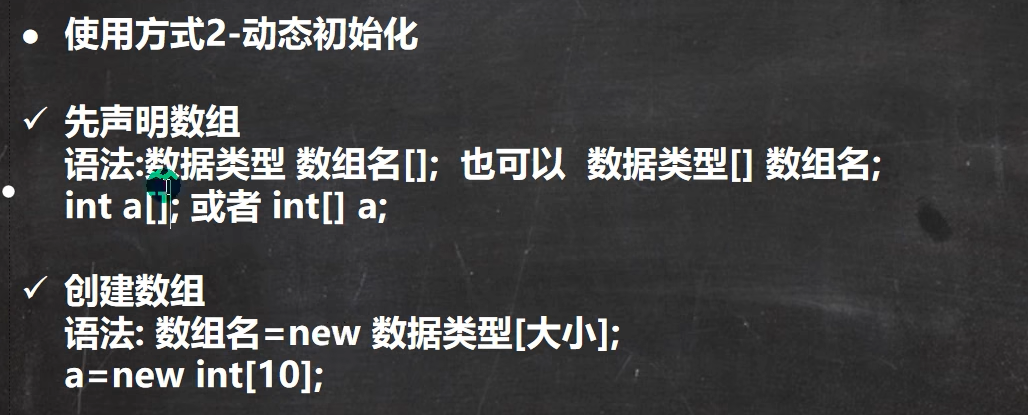 使用方式2-动态初始化
先声明数组
语法:数据类型 数组名[]; 也可以 数据类型[] 数组名;
int a[]; 或者 int[] a;
创建数组
语法: 数组名=new 数据类型[大小];
a=new int[10];